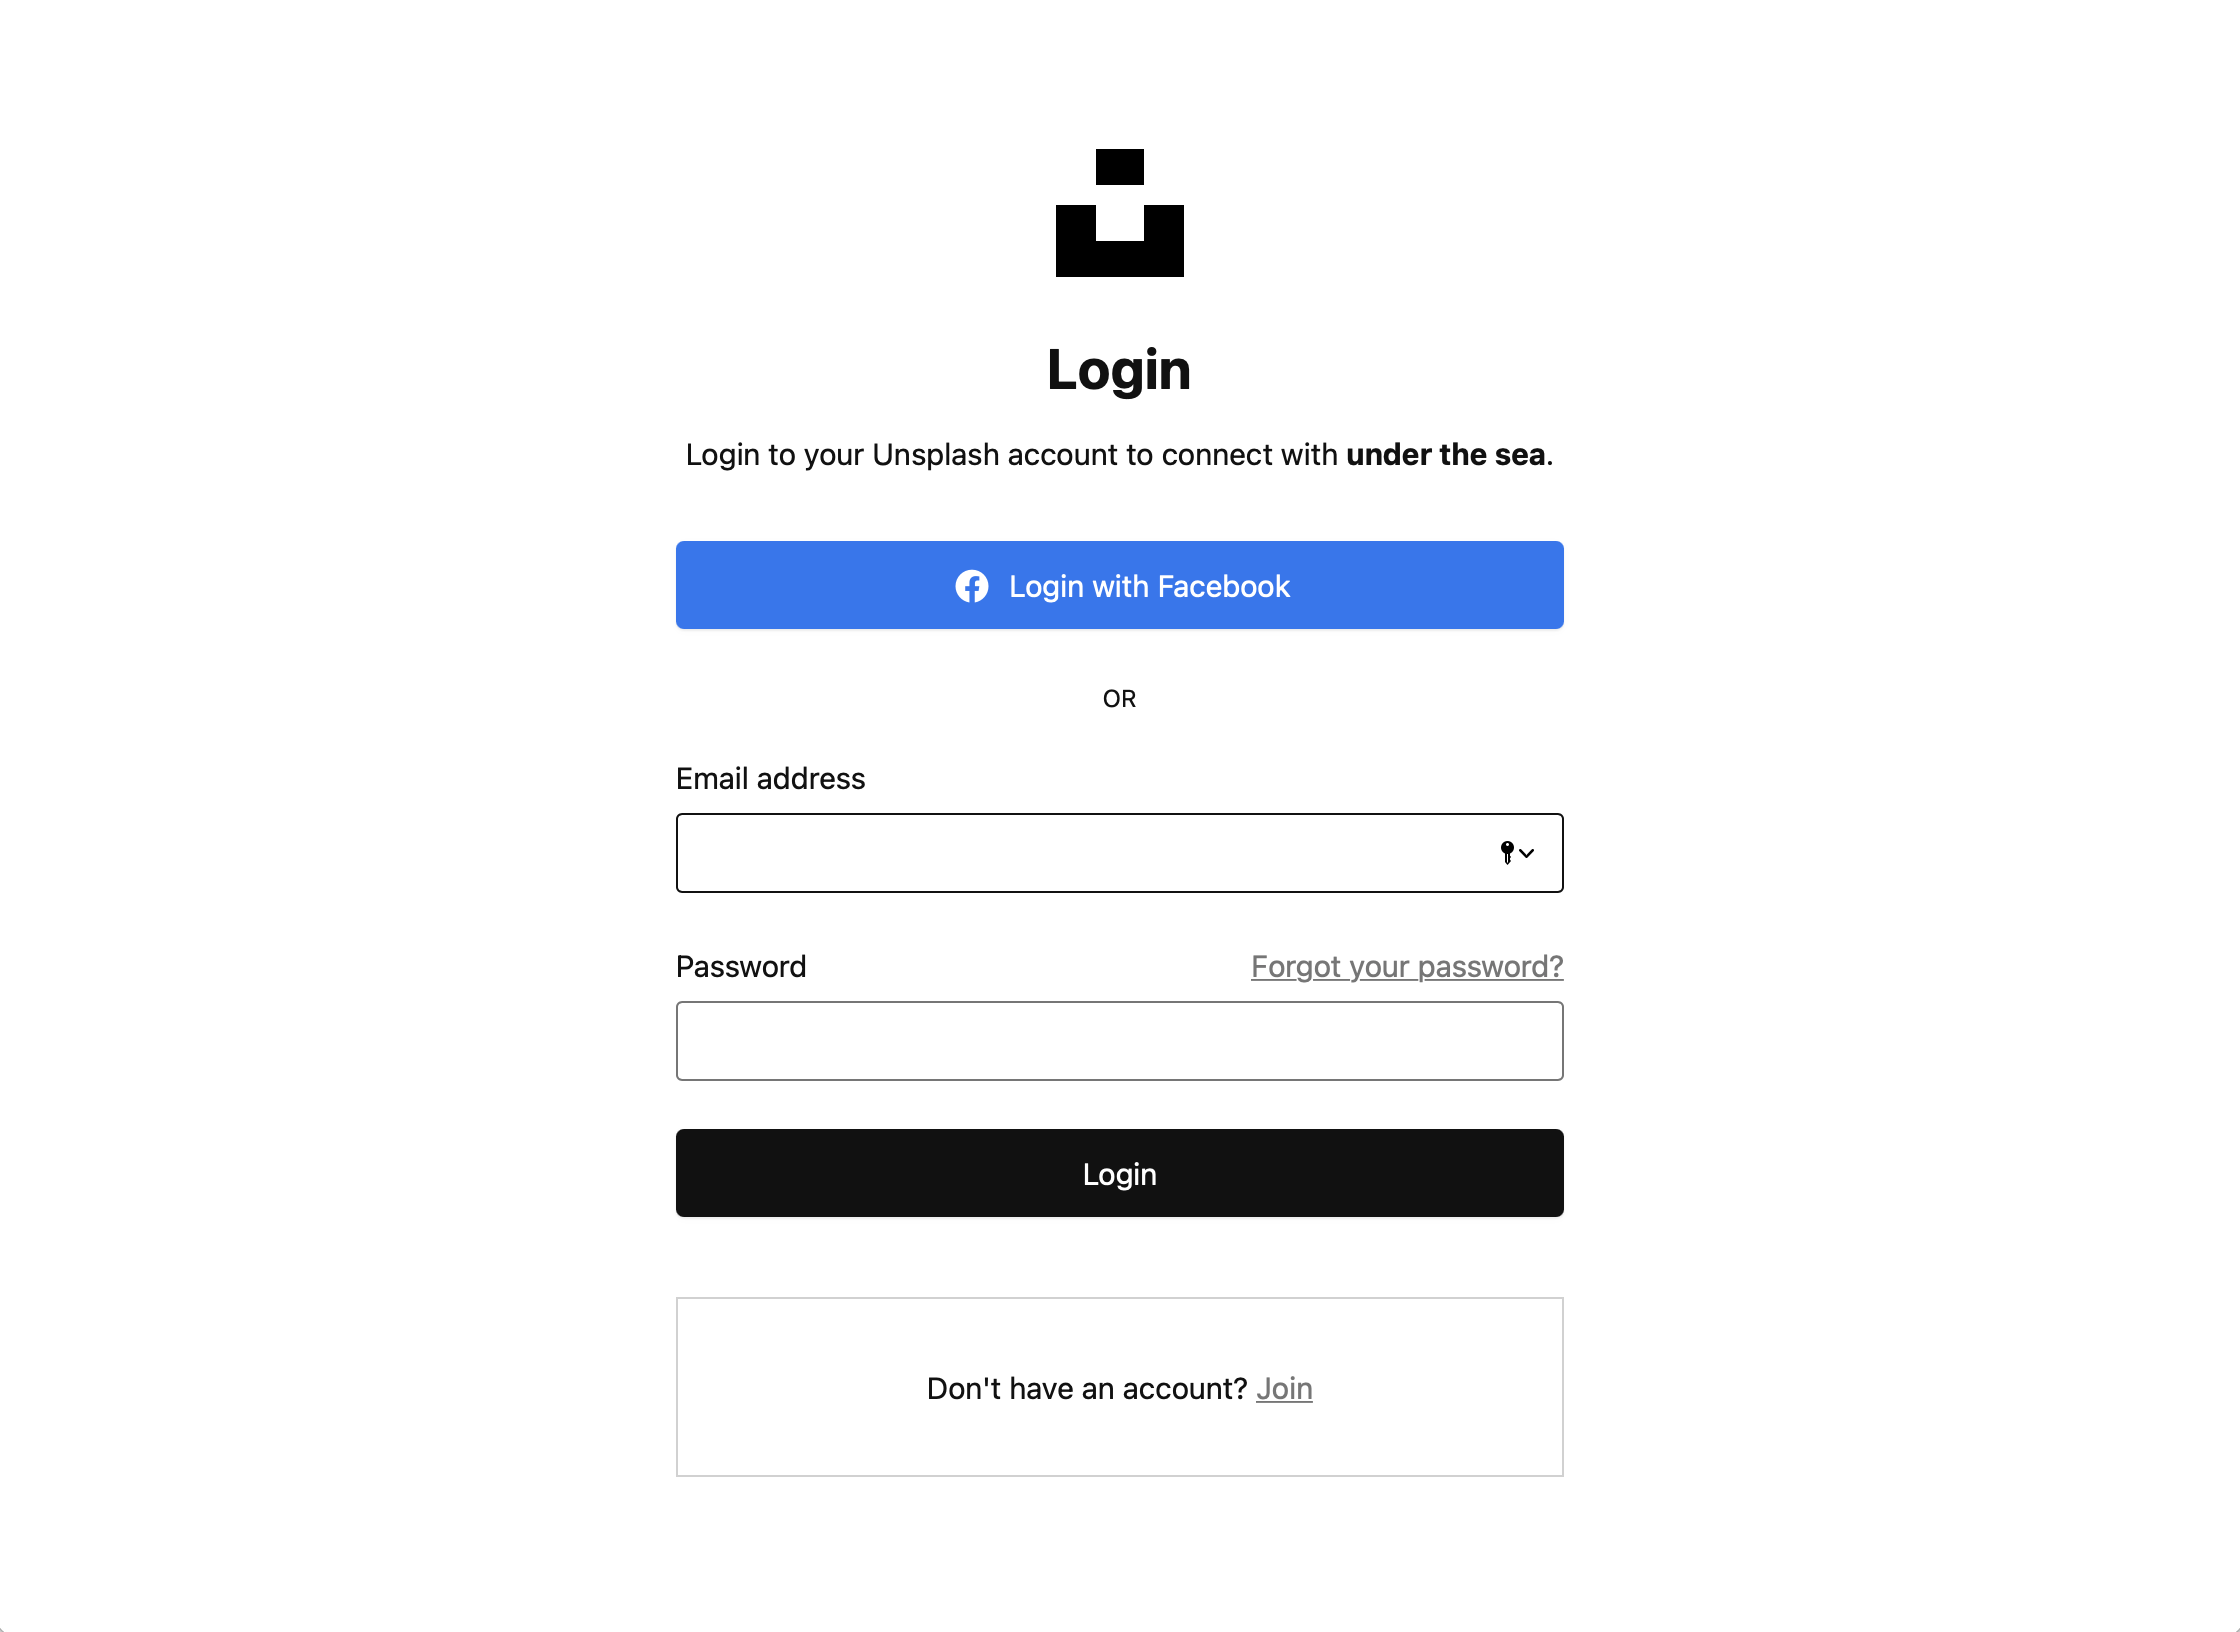 Login
Login to your Unsplash account to connect with under the sea.
Login with Facebook
OR
Email address
Password
Forgot your password?
Login
Don't have an account? Join